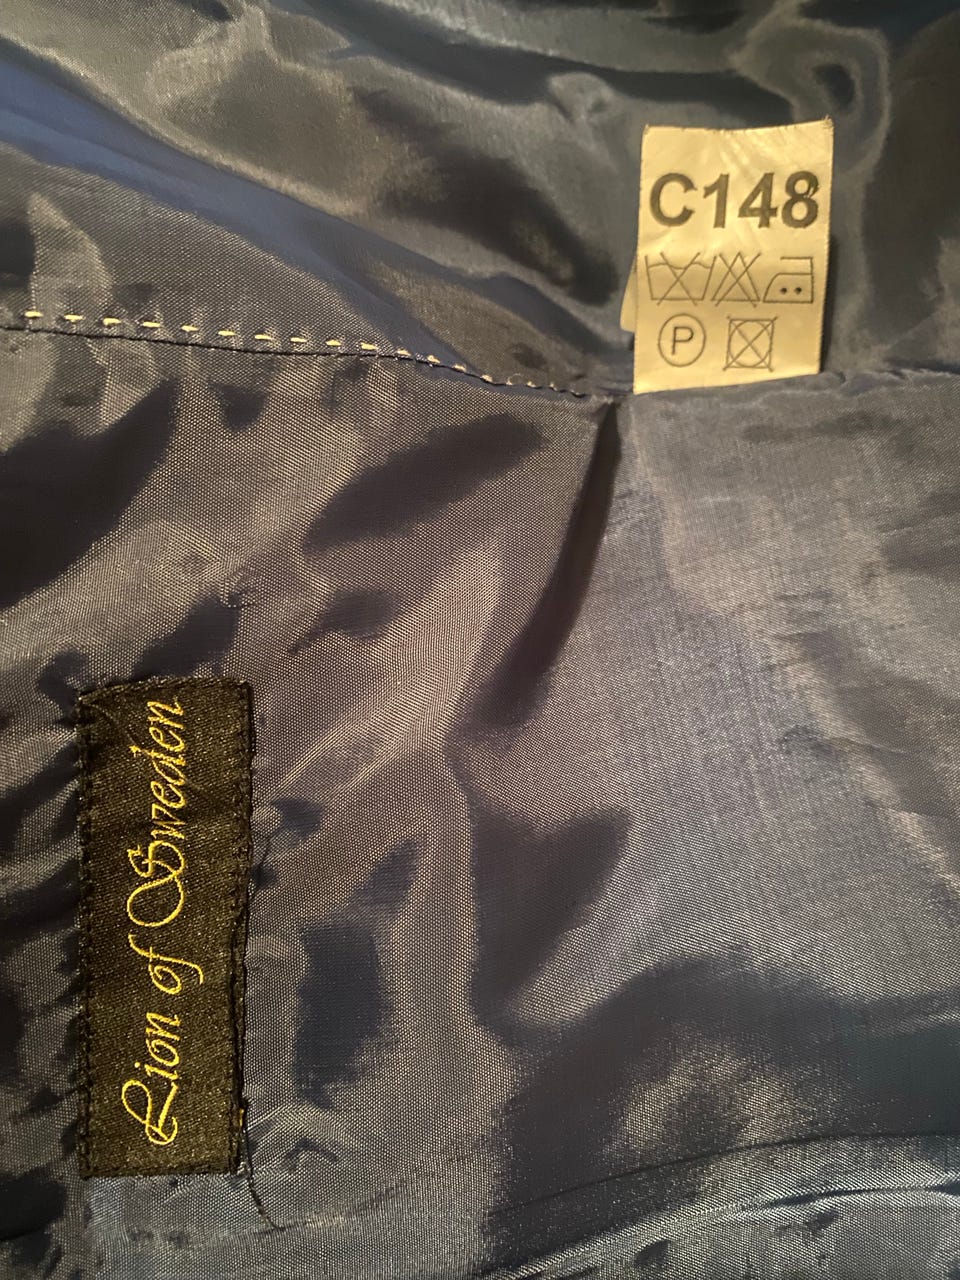 C148
P
Lion of Sweden